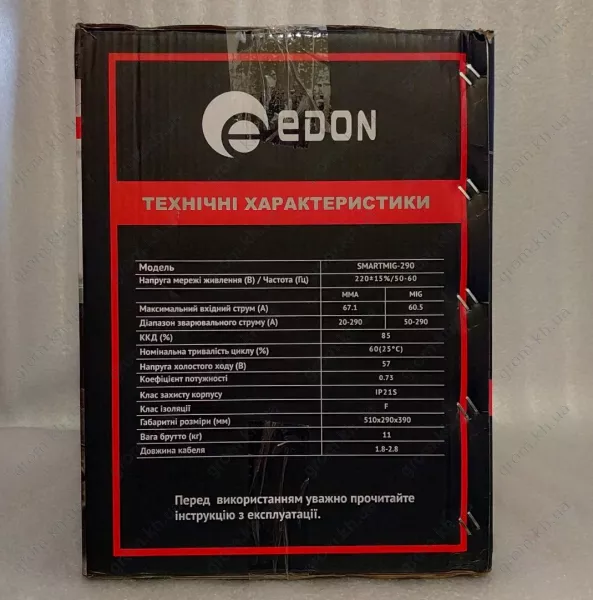 EDON
ТЕХНІЧНІ ХАРАКТЕРИСТИКИ
Модель SMARTMIG-290
Напруга мережі живлення (В) / Частота (Гц) 220±15%/50-60
MMA MIG
Максимальний вхідний струм (А) 67.1 60.5
Діапазон зварювального струму (А) 20-290 50-290
ККД (%) 85
Номінальна тривалість циклу (%) 60(25°C)
Напруга холостого ходу (В) 57
Коефіцієнт потужності 0.73
Клас захисту корпусу IP21S
Клас ізоляції F
Габаритні розміри (мм) 510x290x390
Вага брутто (кг) 11
Довжина кабеля 1.8-2.8
Перед використанням уважно прочитайте
інструкцію з експлуатації.